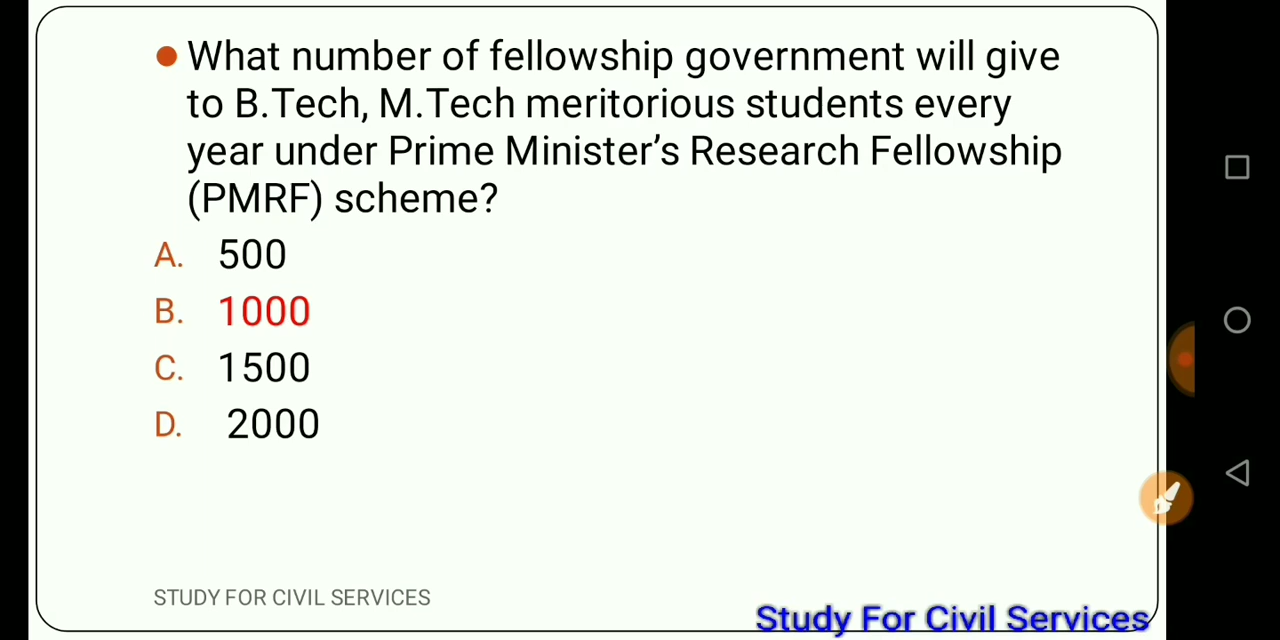 What number of fellowship government will give
to B.Tech, M.Tech meritorious students every
year under Prime Minister’s Research Fellowship
(PMRF) scheme?
A. 500
B. 1000
C. 1500
D. 2000
STUDY FOR CIVIL SERVICES
Study For Civil Services